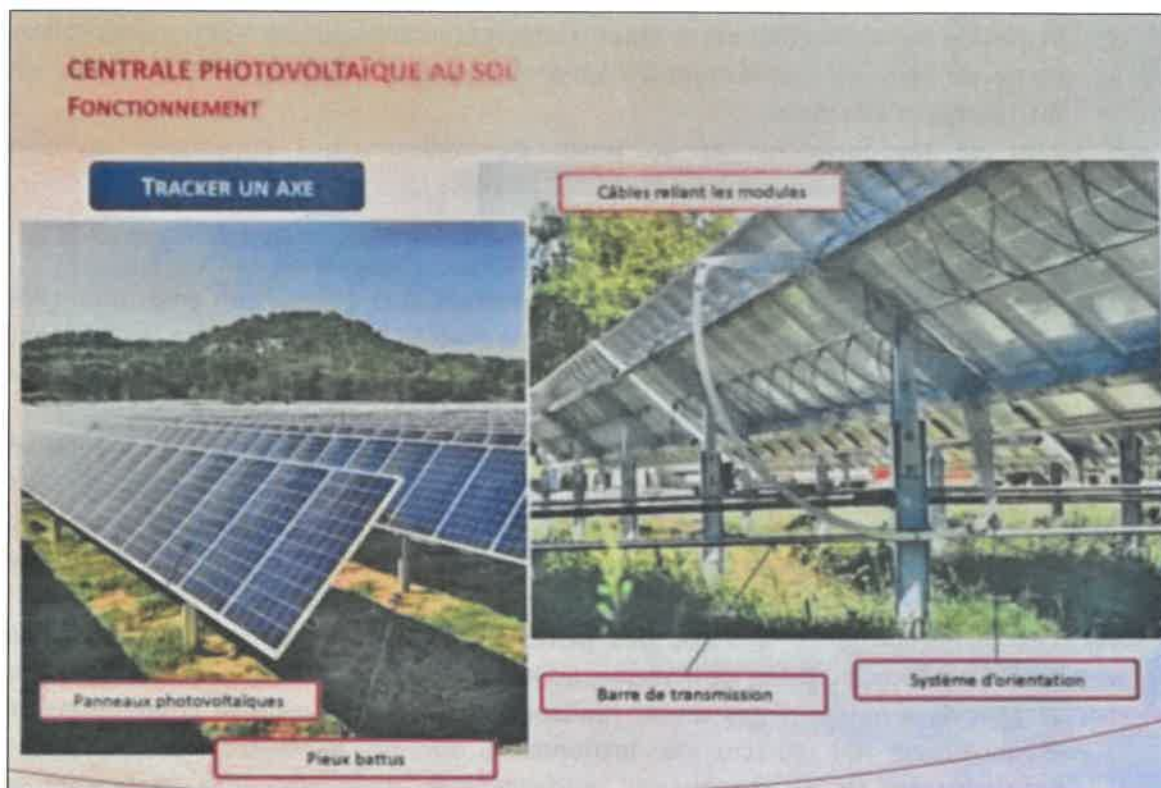 CENTRALE PHOTOVOLTAÏQUE AU SOL
FONCTIONNEMENT
TRACKER UN AXE
Câbles reliant les modules
Panneaux photovoltaïques
Pieux battus
Barre de transmission
Système d'orientation